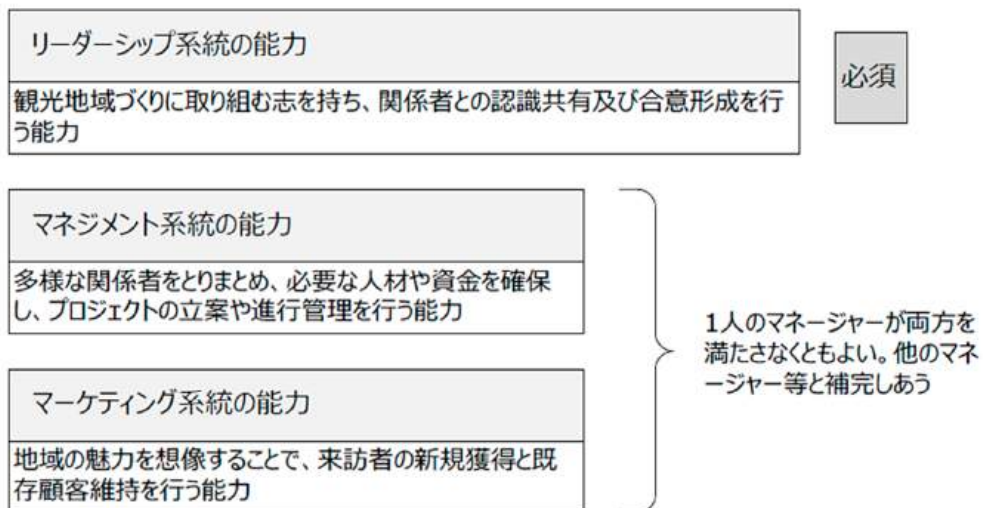 リーダーシップ系統の能力
必須
観光地域づくりに取り組む志を持ち、関係者との認識共有及び合意形成を行
う能力
マネジメント系統の能力
多様な関係者をとりまとめ、必要な人材や資金を確保
し、プロジェクトの立案や進行管理を行う能力
1人のマネージャーが両方を
満たさなくともよい。他のマネ
ージャー等と補完しあう
マーケティング系統の能力
地域の魅力を想像することで、来訪者の新規獲得と既
存顧客維持を行う能力